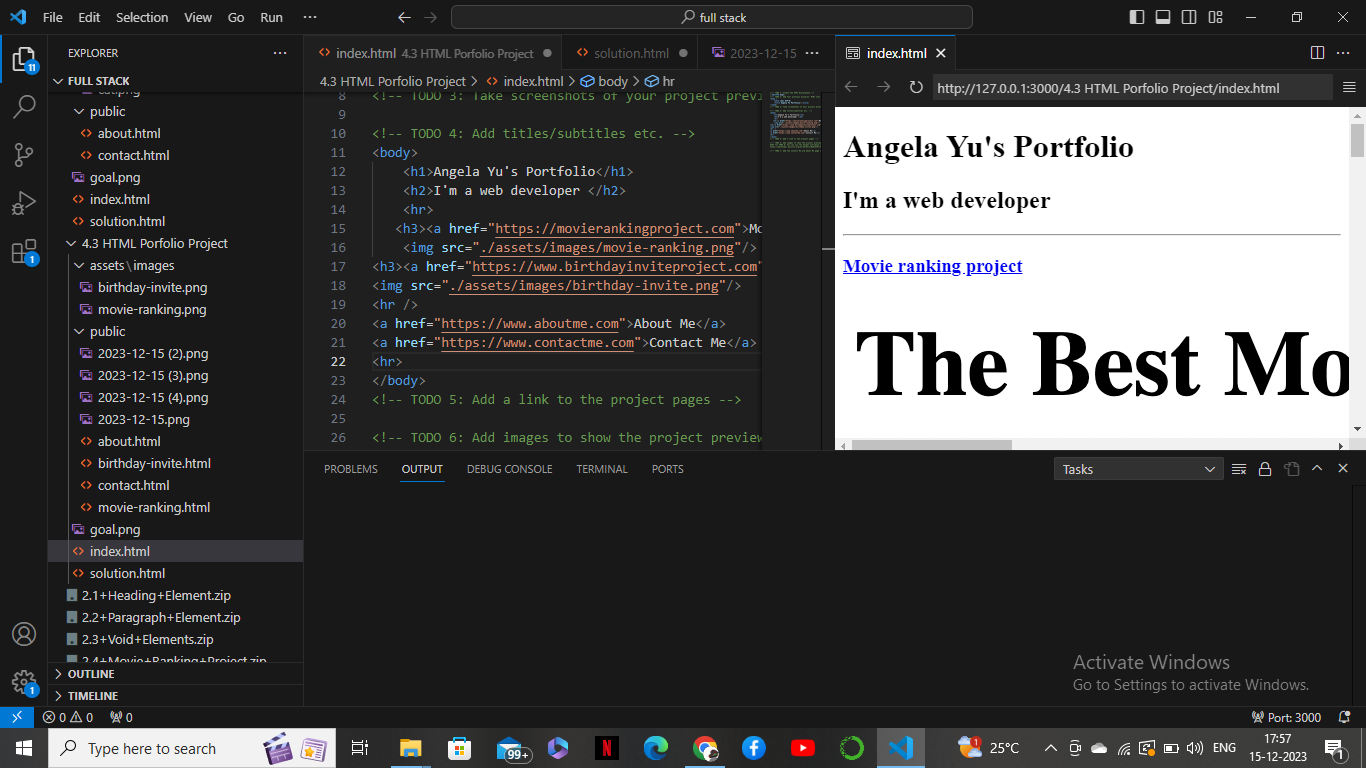 File Edit Selection View Go Run ··· full stack
EXPLORER
FULL STACK
public
about.html
contact.html
goal.png
index.html
solution.html
4.3 HTML Porfolio Project
assets\images
birthday-invite.png
movie-ranking.png
public
2023-12-15 (2).png
2023-12-15 (3).png
2023-12-15 (4).png
2023-12-15.png
about.html
birthday-invite.html
contact.html
movie-ranking.html
goal.png
index.html
solution.html
2.1+Heading+Element.zip
2.2+Paragraph+Element.zip
2.3+Void+Elements.zip
2.4+Movie+Ranking+Project.zip
OUTLINE
TIMELINE
11
1
1
index.html 4.3 HTML Porfolio Project solution.html 2023-12-15
4.3 HTML Porfolio Project > index.html > body > hr
8 <!-- TODO 3: Take screenshots of your project previ
9
10 <!-- TODO 4: Add titles/subtitles etc. -->
11 <body>
12 <h1>Angela Yu's Portfolio</h1>
13 <h2>I'm a web developer </h2>
14 <hr>
15 <h3><a href="https://movierankingproject.com">Mo
16 <img src="./assets/images/movie-ranking.png"/>
17 <h3><a href="https://www.birthdayinviteproject.com"
18 <img src="./assets/images/birthday-invite.png"/>
19 <hr />
20 <a href="https://www.aboutme.com">About Me</a>
21 <a href="https://www.contactme.com">Contact Me</a>
22 <hr>
23 </body>
24 <!-- TODO 5: Add a link to the project pages -->
25
26 <!-- TODO 6: Add images to show the project preview
index.html
http://127.0.0.1:3000/4.3 HTML Porfolio Project/index.html
Angela Yu's Portfolio
I'm a web developer
Movie ranking project
The Best Mo
PROBLEMS OUTPUT DEBUG CONSOLE TERMINAL PORTS Tasks
Activate Windows
Go to Settings to activate Windows.
0 0 0 Port: 3000
Type here to search 99+ N 25°C ENG 17:57
15-12-2023 1